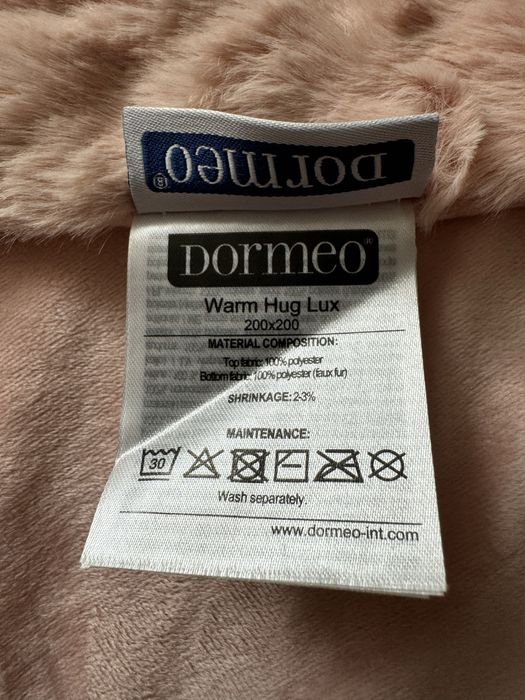 Dormeo®
Dormeo
Warm Hug Lux
200x200
MATERIAL COMPOSITION:
Top fabric: 100% polyester
Bottom fabric: 100% polyester (faux fur)
SHRINKAGE: 2-3%
MAINTENANCE:
30
Wash separately.
www.dormeo-int.com